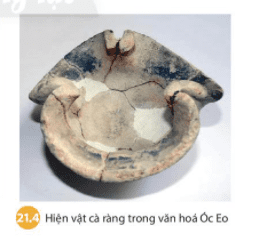 21.4 Hiện vật cà ràng trong văn hoá Óc Eo